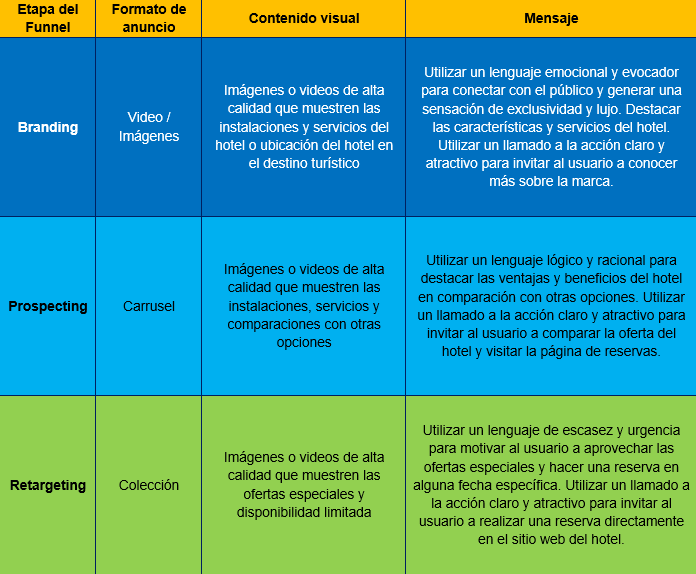 Etapa del
Funnel
Formato de
anuncio
Contenido visual
Mensaje
Branding
Video /
Imágenes
Imágenes o videos de alta
calidad que muestren las
instalaciones y servicios del
hotel o ubicación del hotel en
el destino turístico
Utilizar un lenguaje emocional y evocador
para conectar con el público y generar una
sensación de exclusividad y lujo. Destacar
las características y servicios del hotel.
Utilizar un llamado a la acción claro y
atractivo para invitar al usuario a conocer
más sobre la marca.
Prospecting
Carrusel
Imágenes o videos de alta
calidad que muestren las
instalaciones, servicios y
comparaciones con otras
opciones
Utilizar un lenguaje lógico y racional para
destacar las ventajas y beneficios del hotel
en comparación con otras opciones. Utilizar
un llamado a la acción claro y atractivo para
invitar al usuario a comparar la oferta del
hotel y visitar la página de reservas.
Retargeting
Colección
Imágenes o videos de alta
calidad que muestren las
ofertas especiales y
disponibilidad limitada
Utilizar un lenguaje de escasez y urgencia
para motivar al usuario a aprovechar las
ofertas especiales y hacer una reserva en
alguna fecha específica. Utilizar un llamado a
la acción claro y atractivo para invitar al
usuario a realizar una reserva directamente
en el sitio web del hotel.